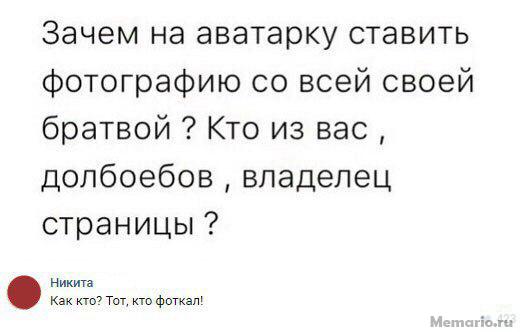 Зачем на аватарку ставить
фотографию со всей своей
братвой ? Кто из вас ,
долбоебов , владелец
страницы ?
Никита
Как кто? Тот, кто фоткал!
423
Memario.ru